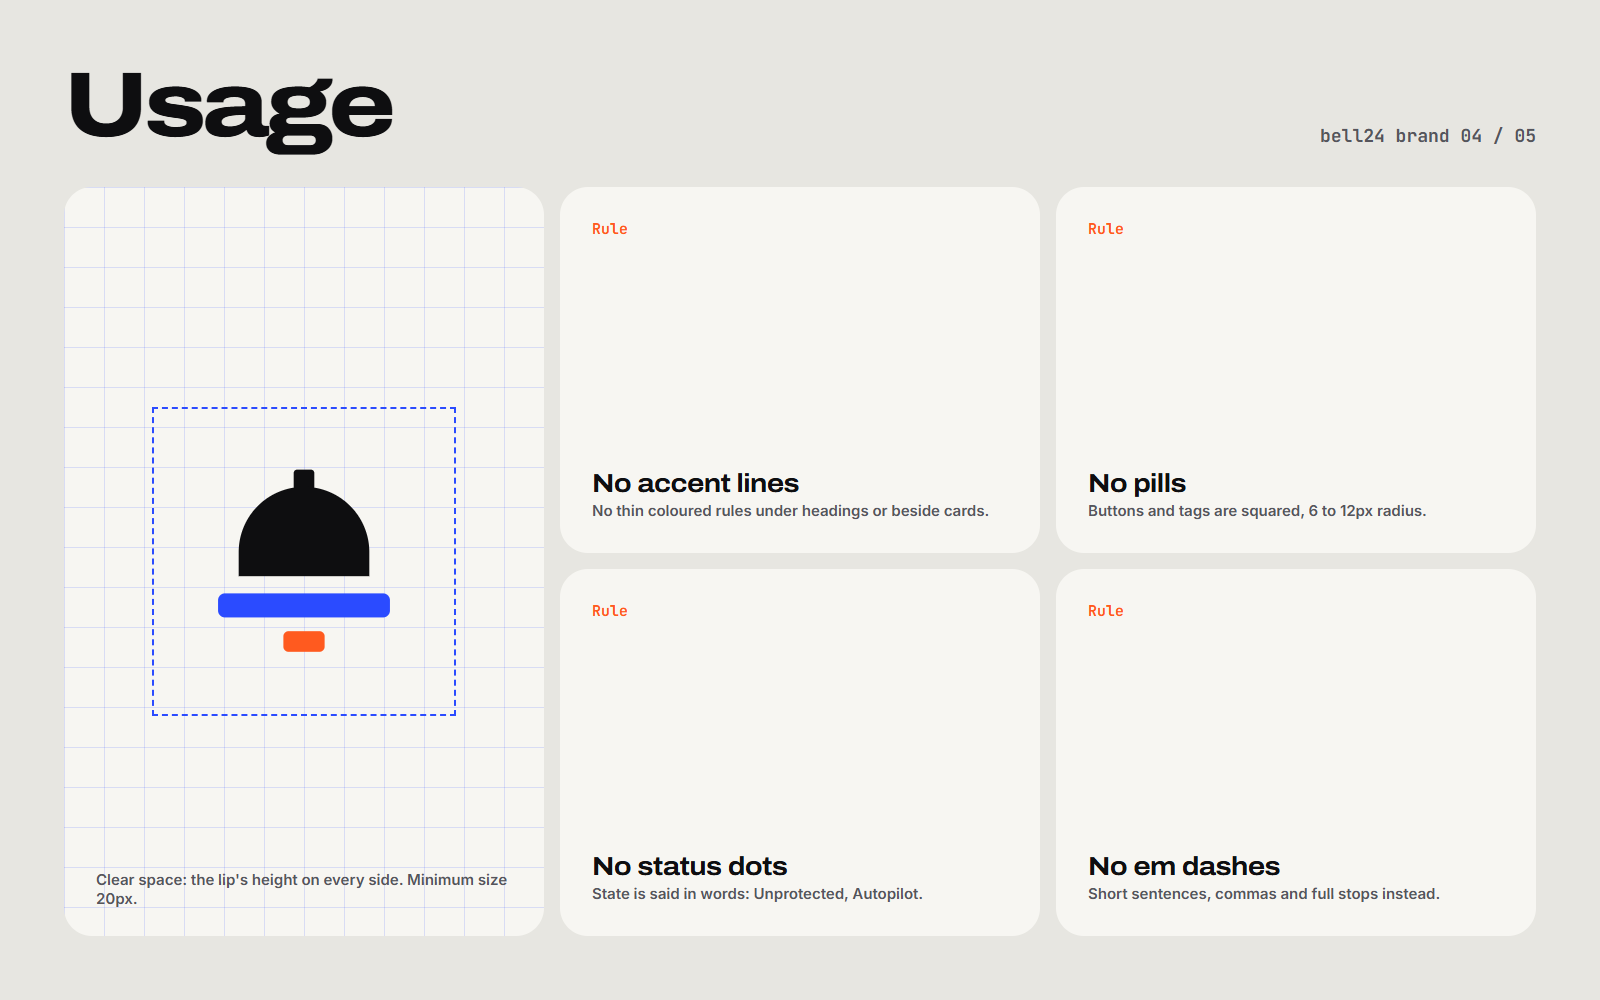 Usage
bell24 brand 04 / 05
Clear space: the lip's height on every side. Minimum size
20px.
Rule
No accent lines
No thin coloured rules under headings or beside cards.
Rule
No pills
Buttons and tags are squared, 6 to 12px radius.
Rule
No status dots
State is said in words: Unprotected, Autopilot.
Rule
No em dashes
Short sentences, commas and full stops instead.